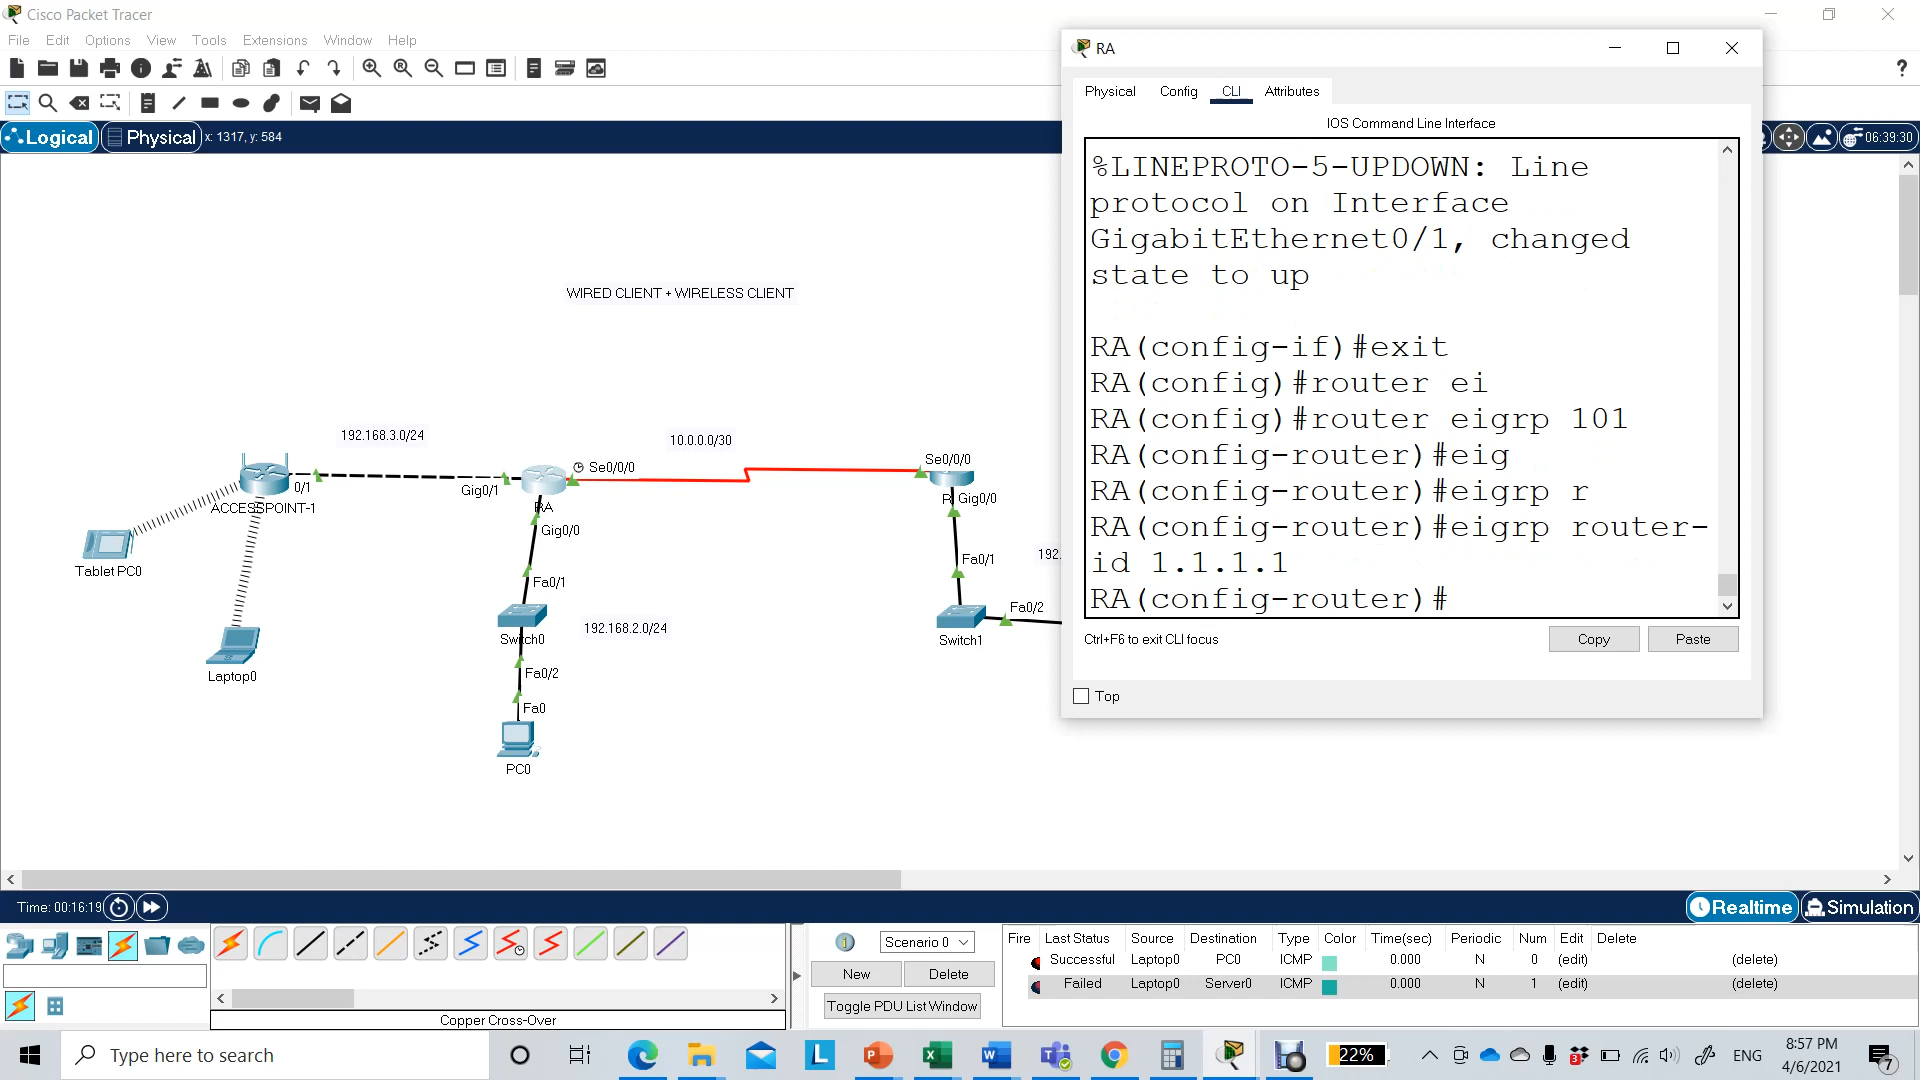 Cisco Packet Tracer
File Edit Options View Tools Extensions Window Help
Logical Physical x: 1317, y: 584
06:39:30
WIRED CLIENT + WIRELESS CLIENT
192.168.3.0/24
10.0.0.0/30
0/1
ACCESSPOINT-1
Gig0/1
Se0/0/0
RA
Gig0/0
Se0/0/0
R
Gig0/0
Tablet PC0
Fa0/1
Fa0/1
192.
Switch0
192.168.2.0/24
Fa0/2
Switch1
Laptop0
Fa0/2
Fa0
PC0
RA
Physical Config CLI Attributes
IOS Command Line Interface
%LINEPROTO-5-UPDOWN: Line
protocol on Interface
GigabitEthernet0/1, changed
state to up
RA(config-if)#exit
RA(config)#router ei
RA(config)#router eigrp 101
RA(config-router)#eig
RA(config-router)#eigrp r
RA(config-router)#eigrp router-
id 1.1.1.1
RA(config-router)#
Ctrl+F6 to exit CLI focus
Copy Paste
Top
Time: 00:16:19
Realtime Simulation
Copper Cross-Over
Scenario 0
New Delete
Toggle PDU List Window
Fire Last Status Source Destination Type Color Time(sec) Periodic Num Edit Delete
Successful Laptop0 PC0 ICMP 0.000 N 0 (edit) (delete)
Failed Laptop0 Server0 ICMP 0.000 N 1 (edit) (delete)
Type here to search
22%
ENG
8:57 PM
4/6/2021
7